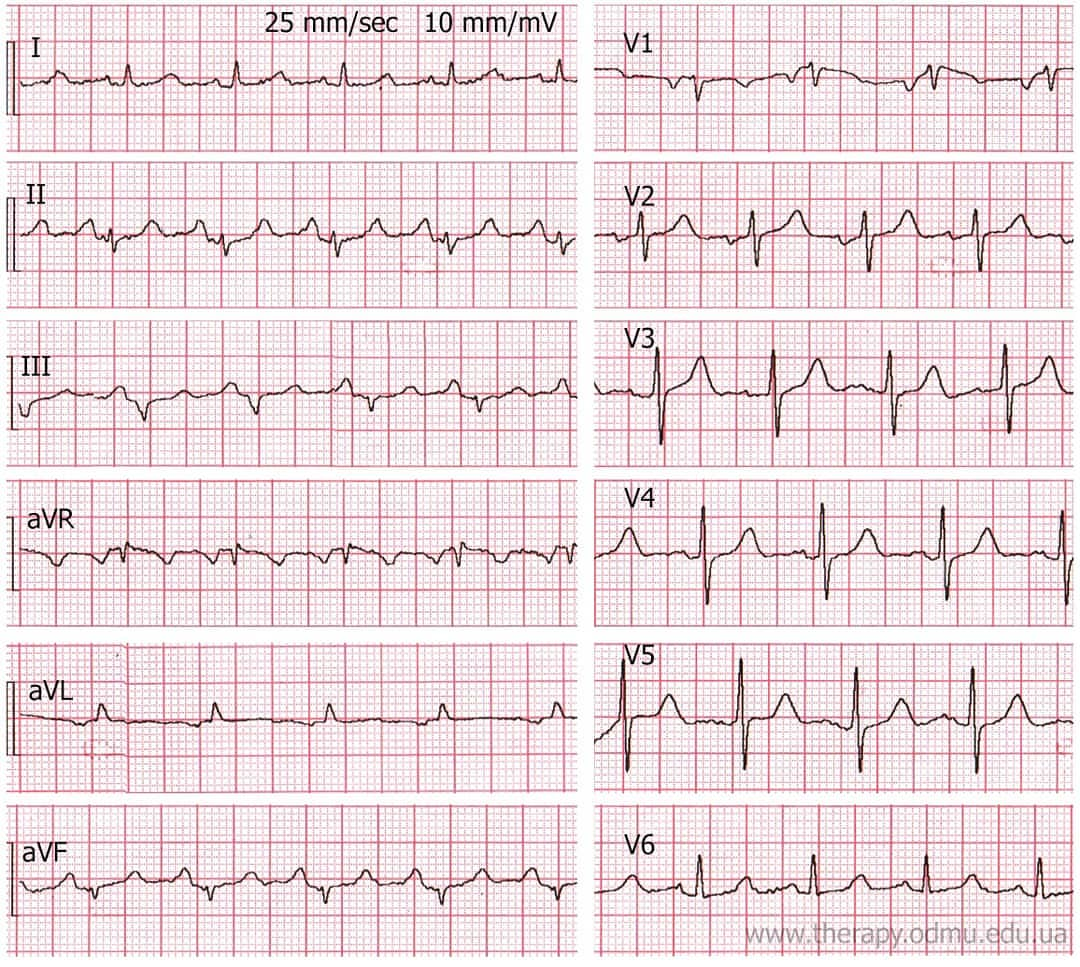 25 mm/sec 10 mm/mV
I
II
III
aVR
aVL
aVF
V1
V2
V3
V4
V5
V6
www.therapy.odmu.edu.ua